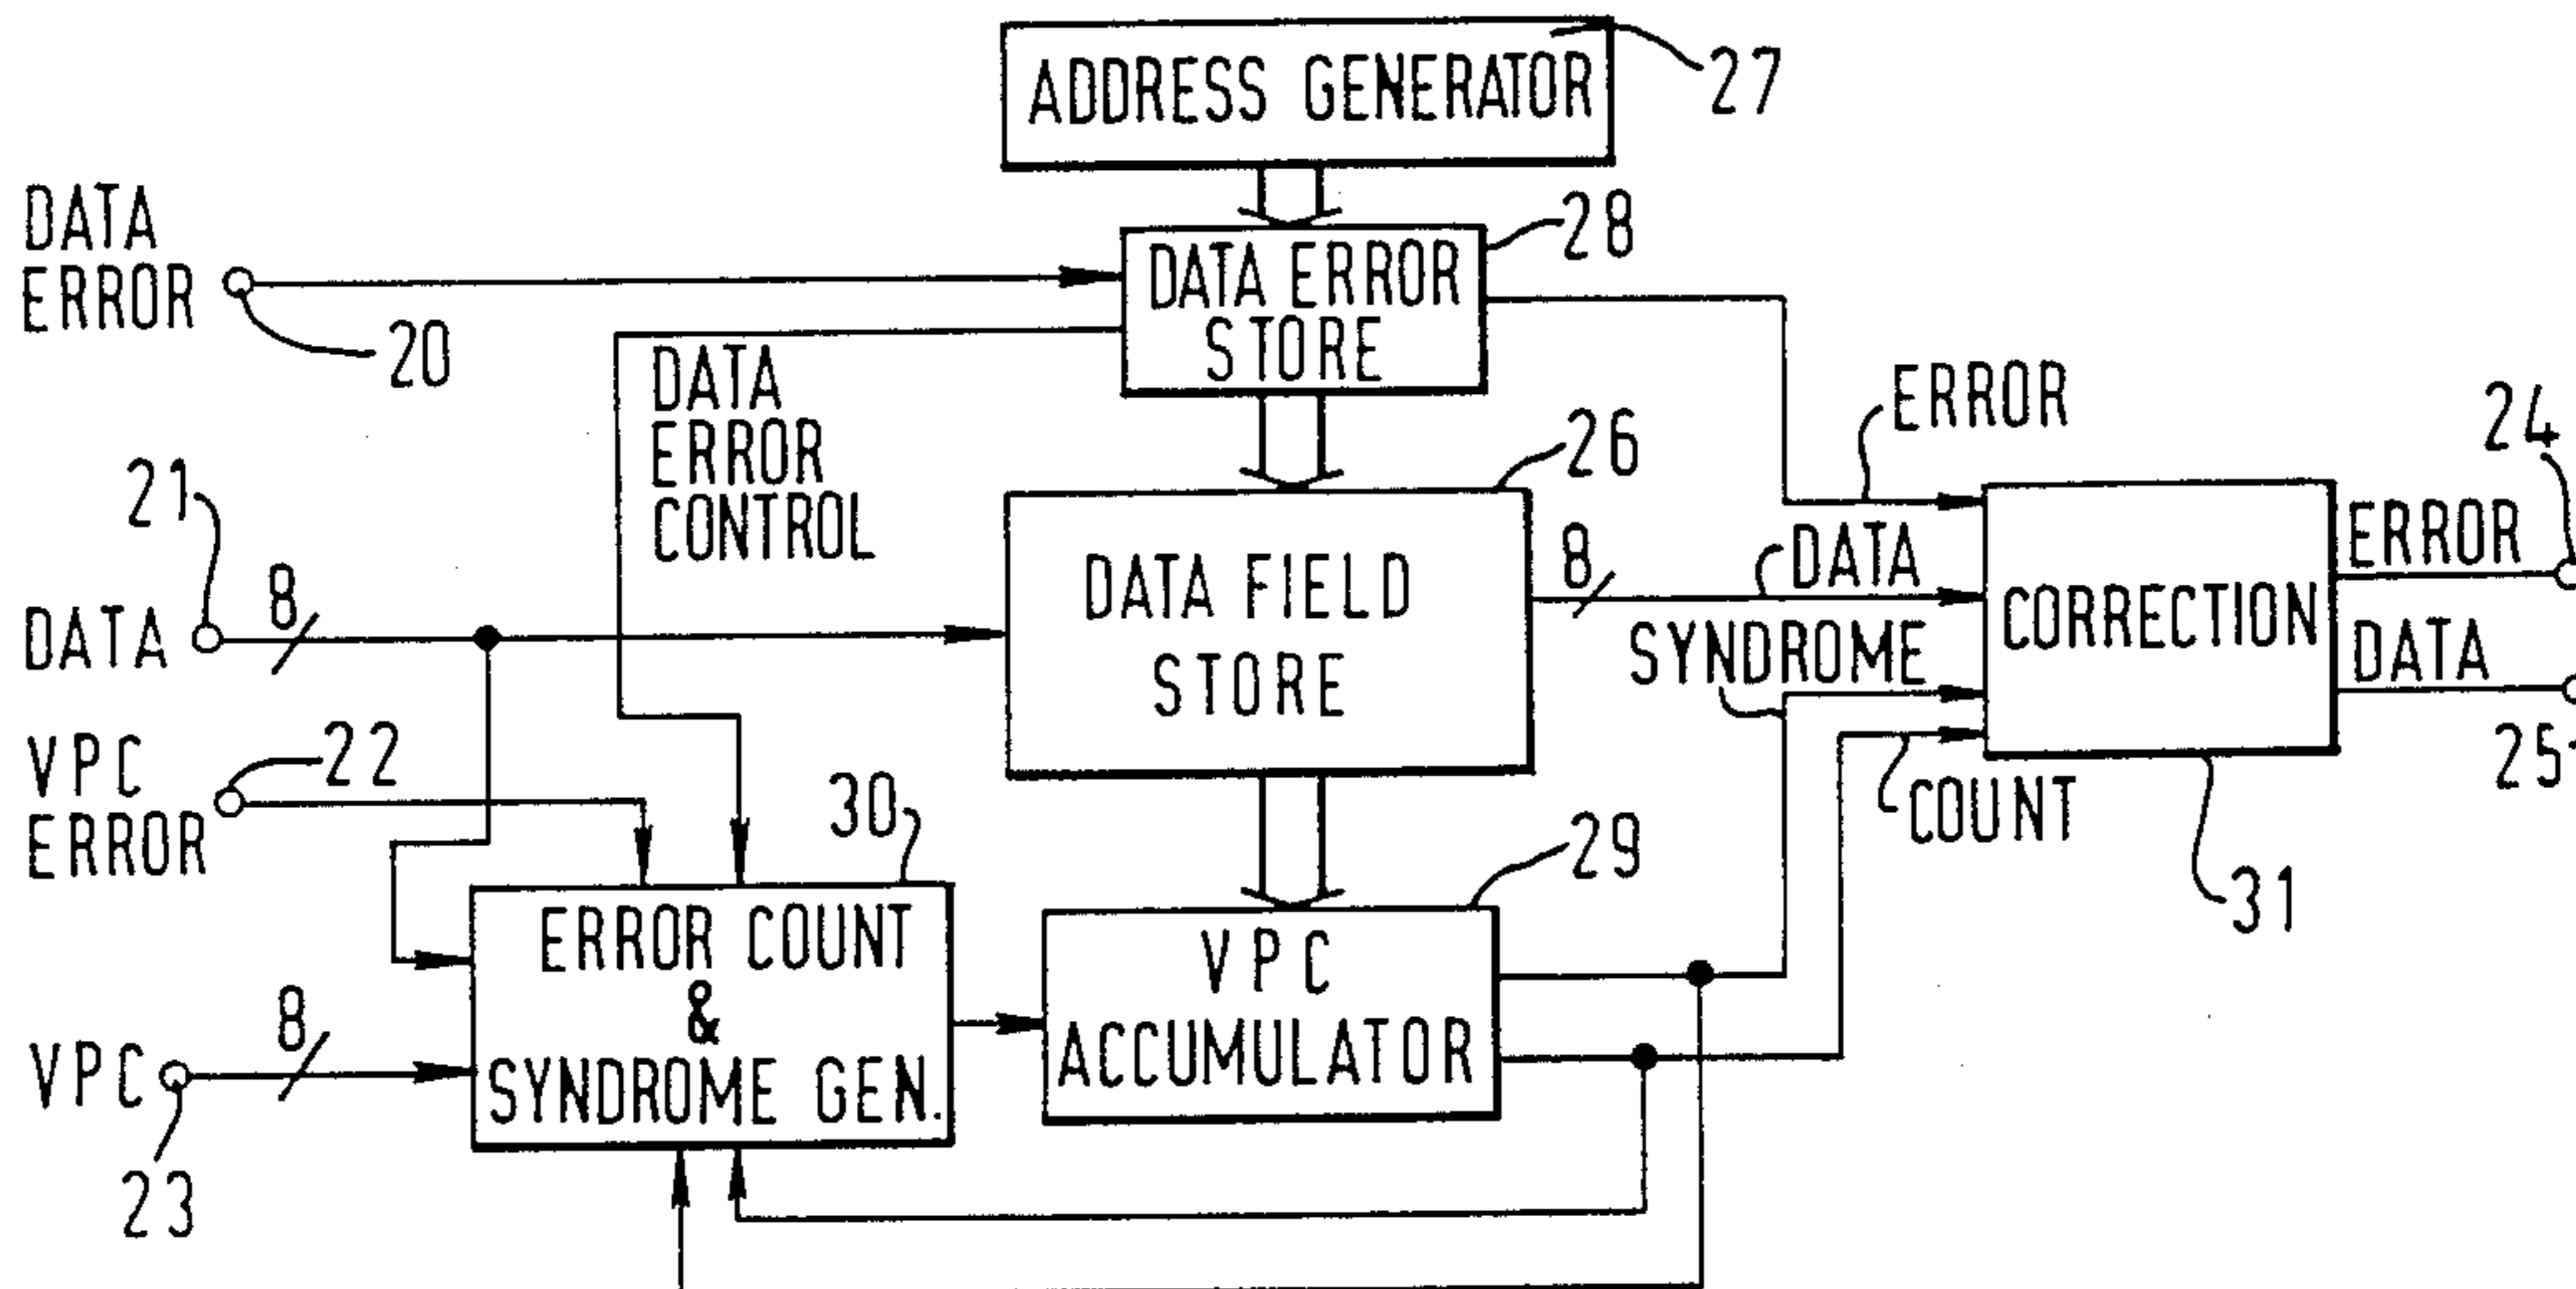 ADDRESS GENERATOR
27
DATA
ERROR
20
DATA ERROR
STORE
28
DATA
ERROR
CONTROL
ERROR
21
DATA
8
DATA FIELD
STORE
26
8
DATA
SYNDROME
COUNT
CORRECTION
31
ERROR
24
DATA
25
VPC
ERROR
22
30
ERROR COUNT
&
SYNDROME GEN.
VPC
8
23
VPC
ACCUMULATOR
29